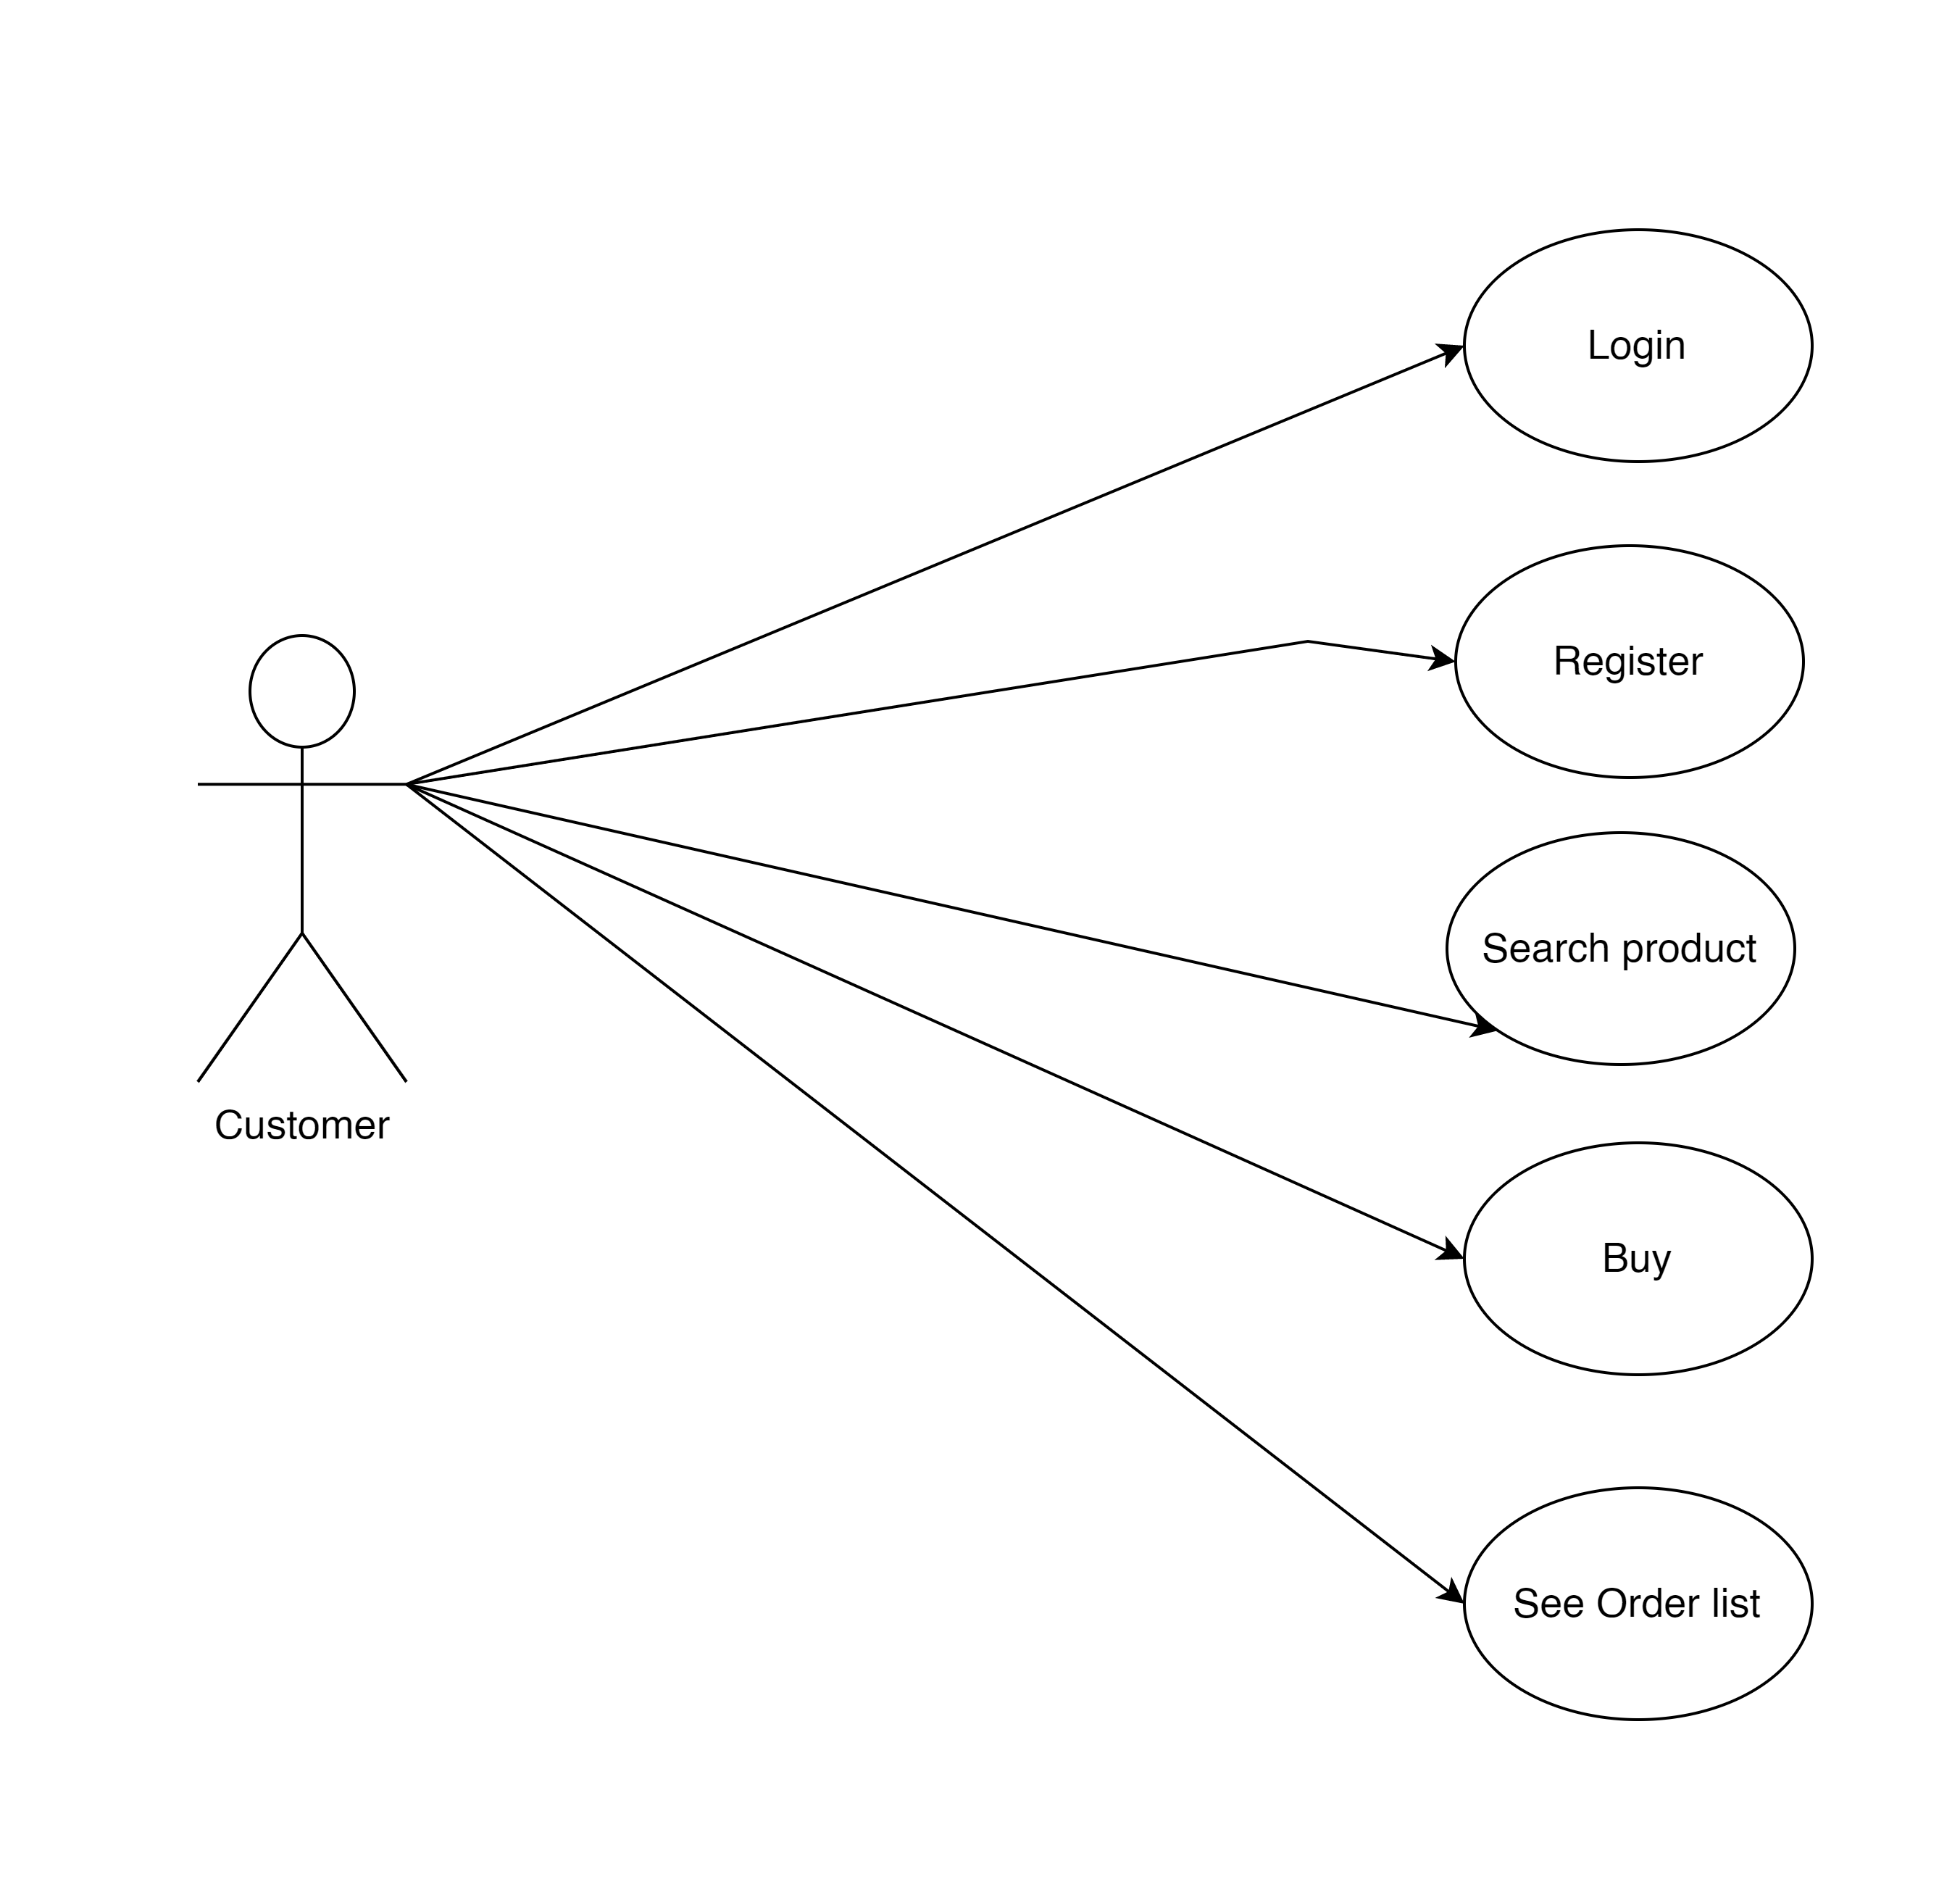 Login
Register
Search product
Customer
Buy
See Order list